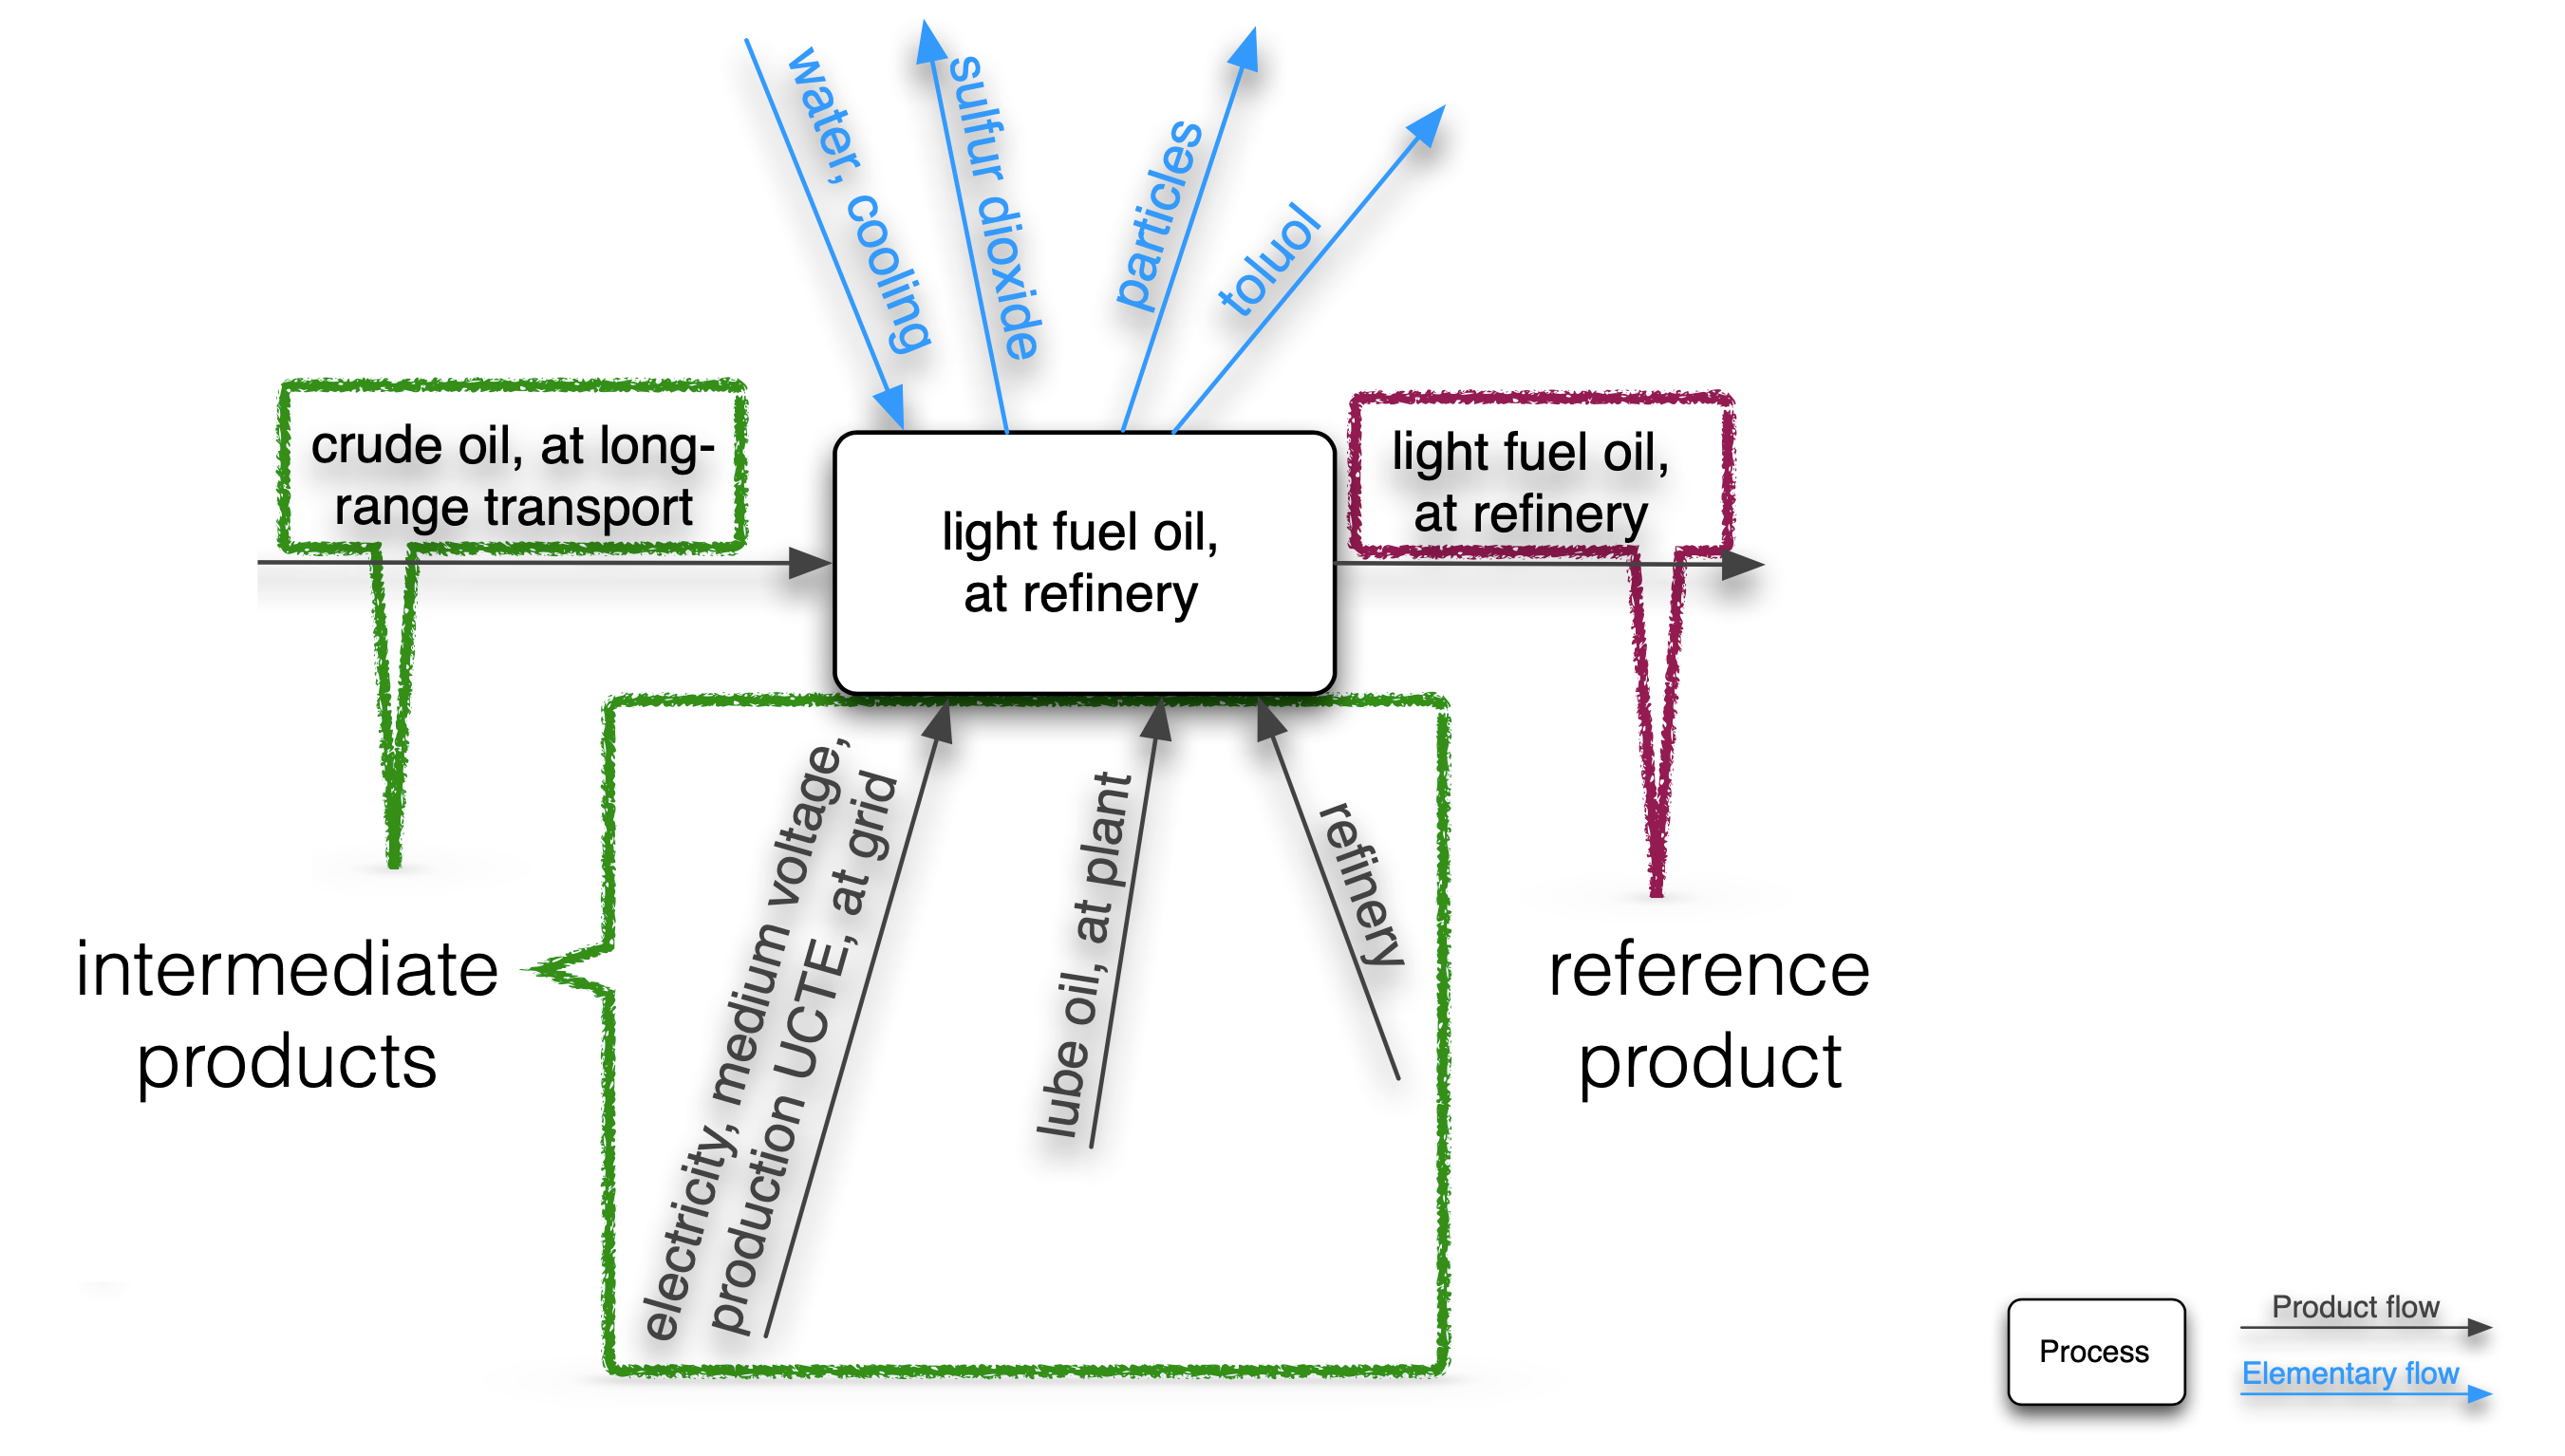 water, cooling
sulfur dioxide
particles
toluol
crude oil, at long-
range transport
light fuel oil,
at refinery
light fuel oil,
at refinery
electricity, medium voltage,
production UCTE, at grid
lube oil, at plant
refinery
intermediate
products
reference
product
Process
Product flow
Elementary flow